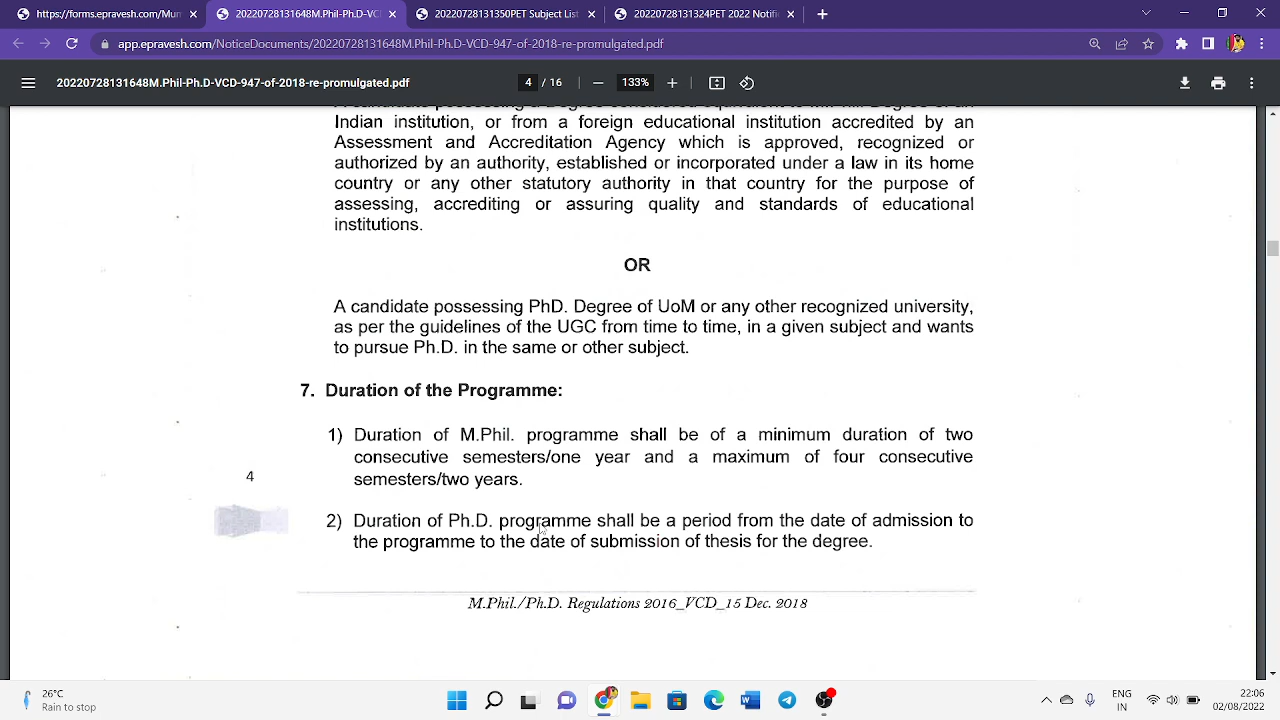 https://forms.epravesh.com/Mun
20220728131648M.Phil-Ph.D-VC
20220728131350PET Subject List
20220728131324PET 2022 Notifi
app.epravesh.com/NoticeDocuments/20220728131648M.Phil-Ph.D-VCD-947-of-2018-re-promulgated.pdf
20220728131648M.Phil-Ph.D-VCD-947-of-2018-re-promulgated.pdf
4 / 16
133%
Indian institution, or from a foreign educational institution accredited by an
Assessment and Accreditation Agency which is approved, recognized or
authorized by an authority, established or incorporated under a law in its home
country or any other statutory authority in that country for the purpose of
assessing, accrediting or assuring quality and standards of educational
institutions.
OR
A candidate possessing PhD. Degree of UoM or any other recognized university,
as per the guidelines of the UGC from time to time, in a given subject and wants
to pursue Ph.D. in the same or other subject.
7. Duration of the Programme:
1) Duration of M.Phil. programme shall be of a minimum duration of two
consecutive semesters/one year and a maximum of four consecutive
semesters/two years.
4
2) Duration of Ph.D. programme shall be a period from the date of admission to
the programme to the date of submission of thesis for the degree.
M.Phil./Ph.D. Regulations 2016_VCD_15 Dec. 2018
26°C
Rain to stop
ENG
IN
22:06
02/08/2022